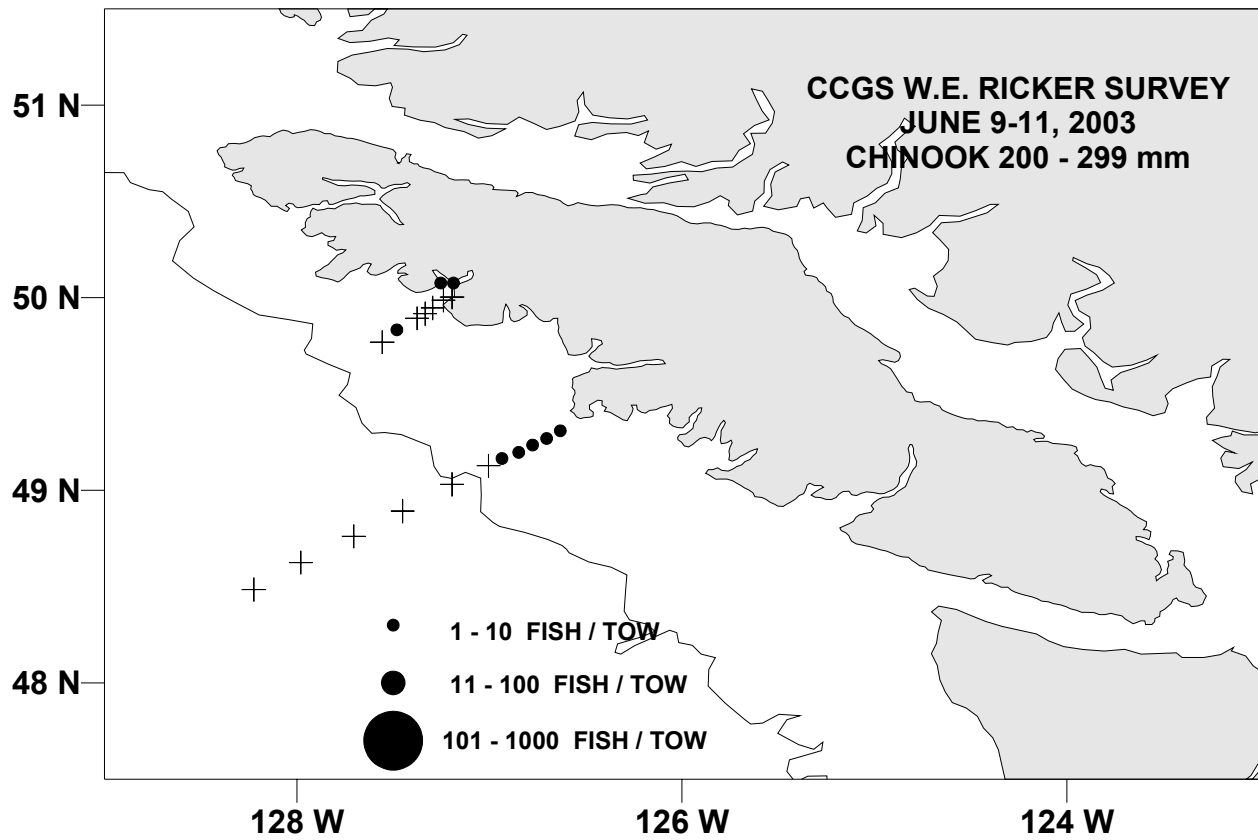 CCGS W.E. RICKER SURVEY
JUNE 9-11, 2003
CHINOOK 200 - 299 mm
51 N
50 N
49 N
48 N
1 - 10 FISH / TOW
11 - 100 FISH / TOW
101 - 1000 FISH / TOW
128 W
126 W
124 W